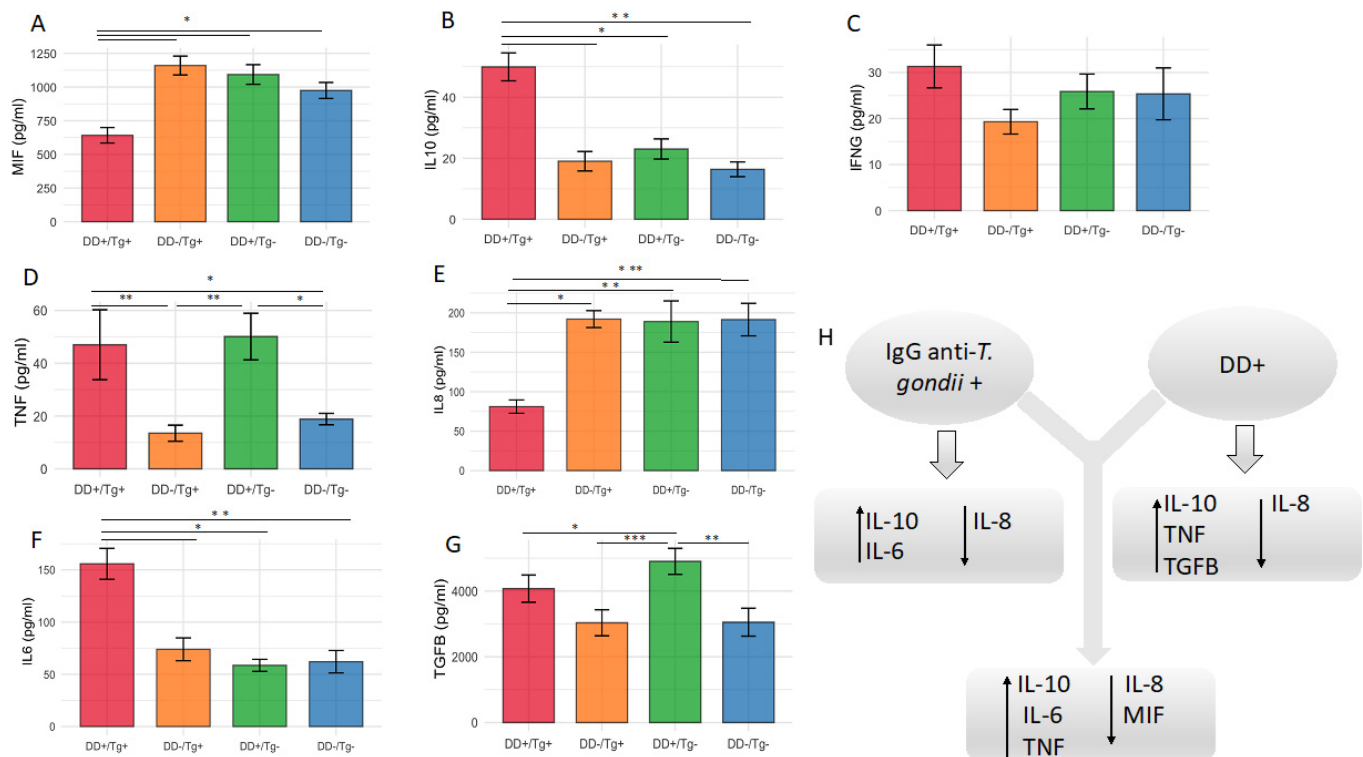 A
*
MIF (pg/ml)
1250
1000
750
500
250
0
DD+/Tg+ DD-/Tg+ DD+/Tg- DD-/Tg-
B
* *
*
IL10 (pg/ml)
40
20
0
DD+/Tg+ DD-/Tg+ DD+/Tg- DD-/Tg-
C
IFNG (pg/ml)
30
20
10
0
DD+/Tg+ DD-/Tg+ DD+/Tg- DD-/Tg-
D
*
** ** *
TNF (pg/ml)
60
40
20
0
DD+/Tg+ DD-/Tg+ DD+/Tg- DD-/Tg-
E
* **
* *
*
IL8 (pg/ml)
200
150
100
50
0
DD+/Tg+ DD-/Tg+ DD+/Tg- DD-/Tg-
F
* *
*
IL6 (pg/ml)
150
100
50
0
DD+/Tg+ DD-/Tg+ DD+/Tg- DD-/Tg-
G
*
*** **
TGFB (pg/ml)
4000
2000
0
DD+/Tg+ DD-/Tg+ DD+/Tg- DD-/Tg-
H
IgG anti-T.
gondii +
DD+
IL-10 IL-8
IL-6
IL-10 IL-8
TNF
TGFB
IL-10 IL-8
IL-6 MIF
TNF